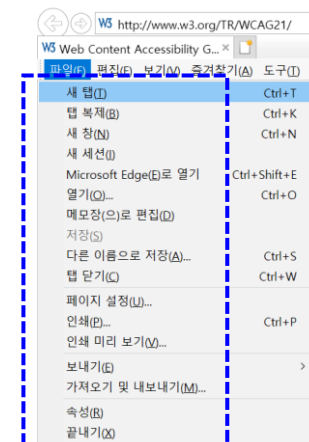 W3 http://www.w3.org/TR/WCAG21/
W3 Web Content Accessibility G... ×
파일(F) 편집(E) 보기(V) 즐겨찾기(A) 도구(T)
새 탭(T) Ctrl+T
탭 복제(B) Ctrl+K
새 창(N) Ctrl+N
새 세션(I)
Microsoft Edge(E)로 열기 Ctrl+Shift+E
열기(O)... Ctrl+O
메모장(으)로 편집(D)
저장(S)
다른 이름으로 저장(A)... Ctrl+S
탭 닫기(C) Ctrl+W
페이지 설정(U)...
인쇄(P)... Ctrl+P
인쇄 미리 보기(V)...
보내기(E)
가져오기 및 내보내기(M)...
속성(R)
끝내기(X)